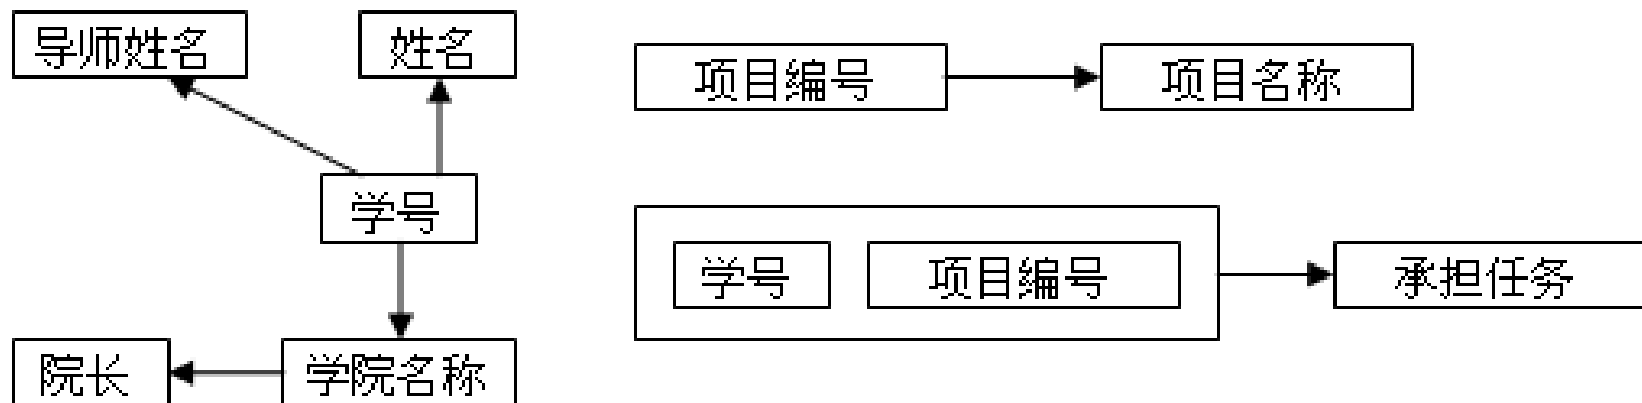 导师姓名
姓名
学号
院长
学院名称
项目编号
项目名称
学号
项目编号
承担任务